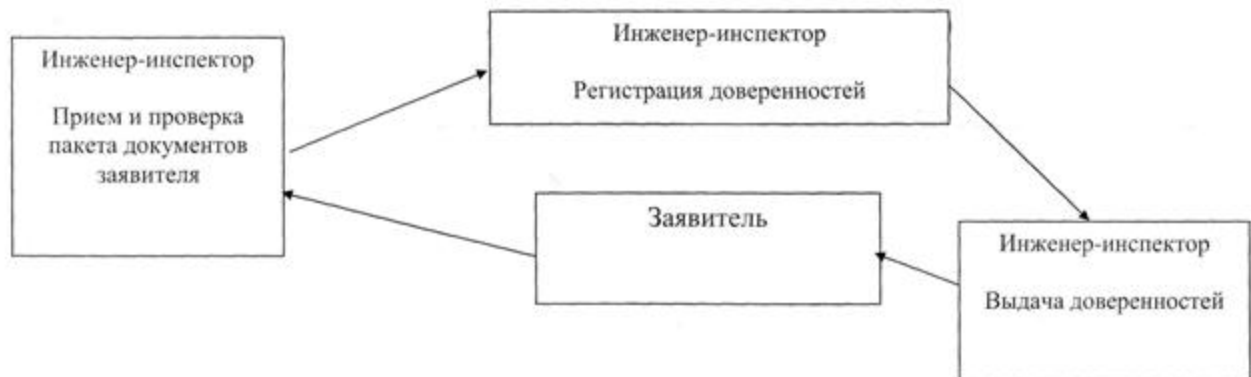 Инженер-инспектор
Прием и проверка
пакета документов
заявителя
Инженер-инспектор
Регистрация доверенностей
Заявитель
Инженер-инспектор
Выдача доверенностей